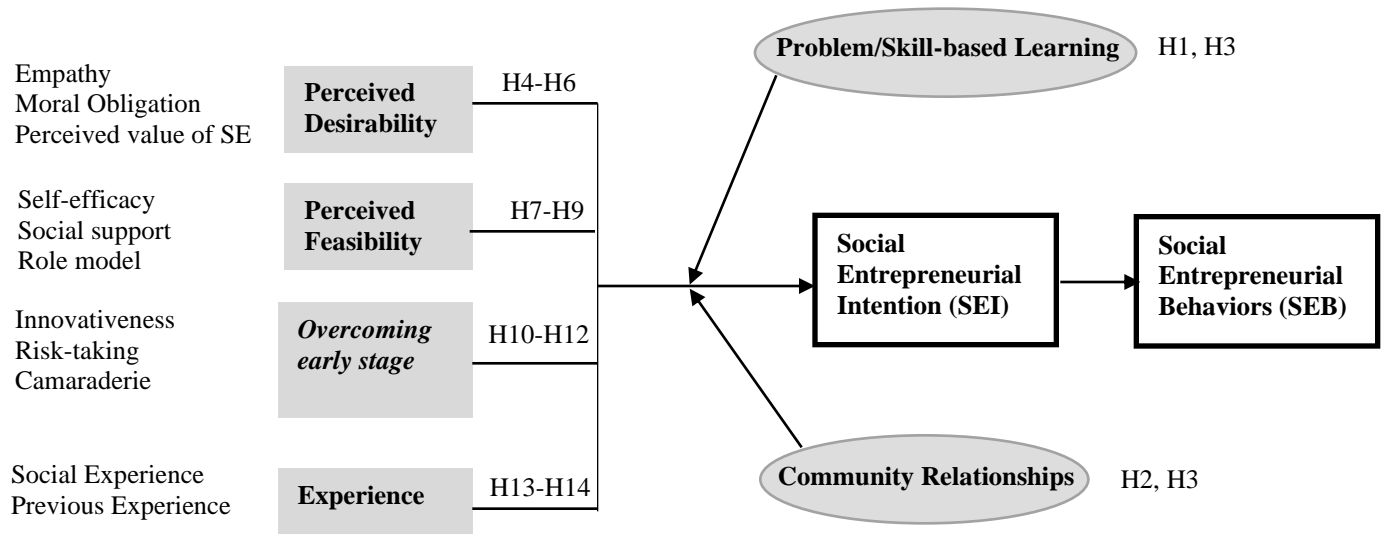 Empathy
Moral Obligation
Perceived value of SE
Perceived
Desirability
H4-H6
Self-efficacy
Social support
Role model
Perceived
Feasibility
H7-H9
Innovativeness
Risk-taking
Camaraderie
Overcoming
early stage
H10-H12
Social Experience
Previous Experience
Experience
H13-H14
Problem/Skill-based Learning
H1, H3
Social
Entrepreneurial
Intention (SEI)
Social
Entrepreneurial
Behaviors (SEB)
Community Relationships
H2, H3